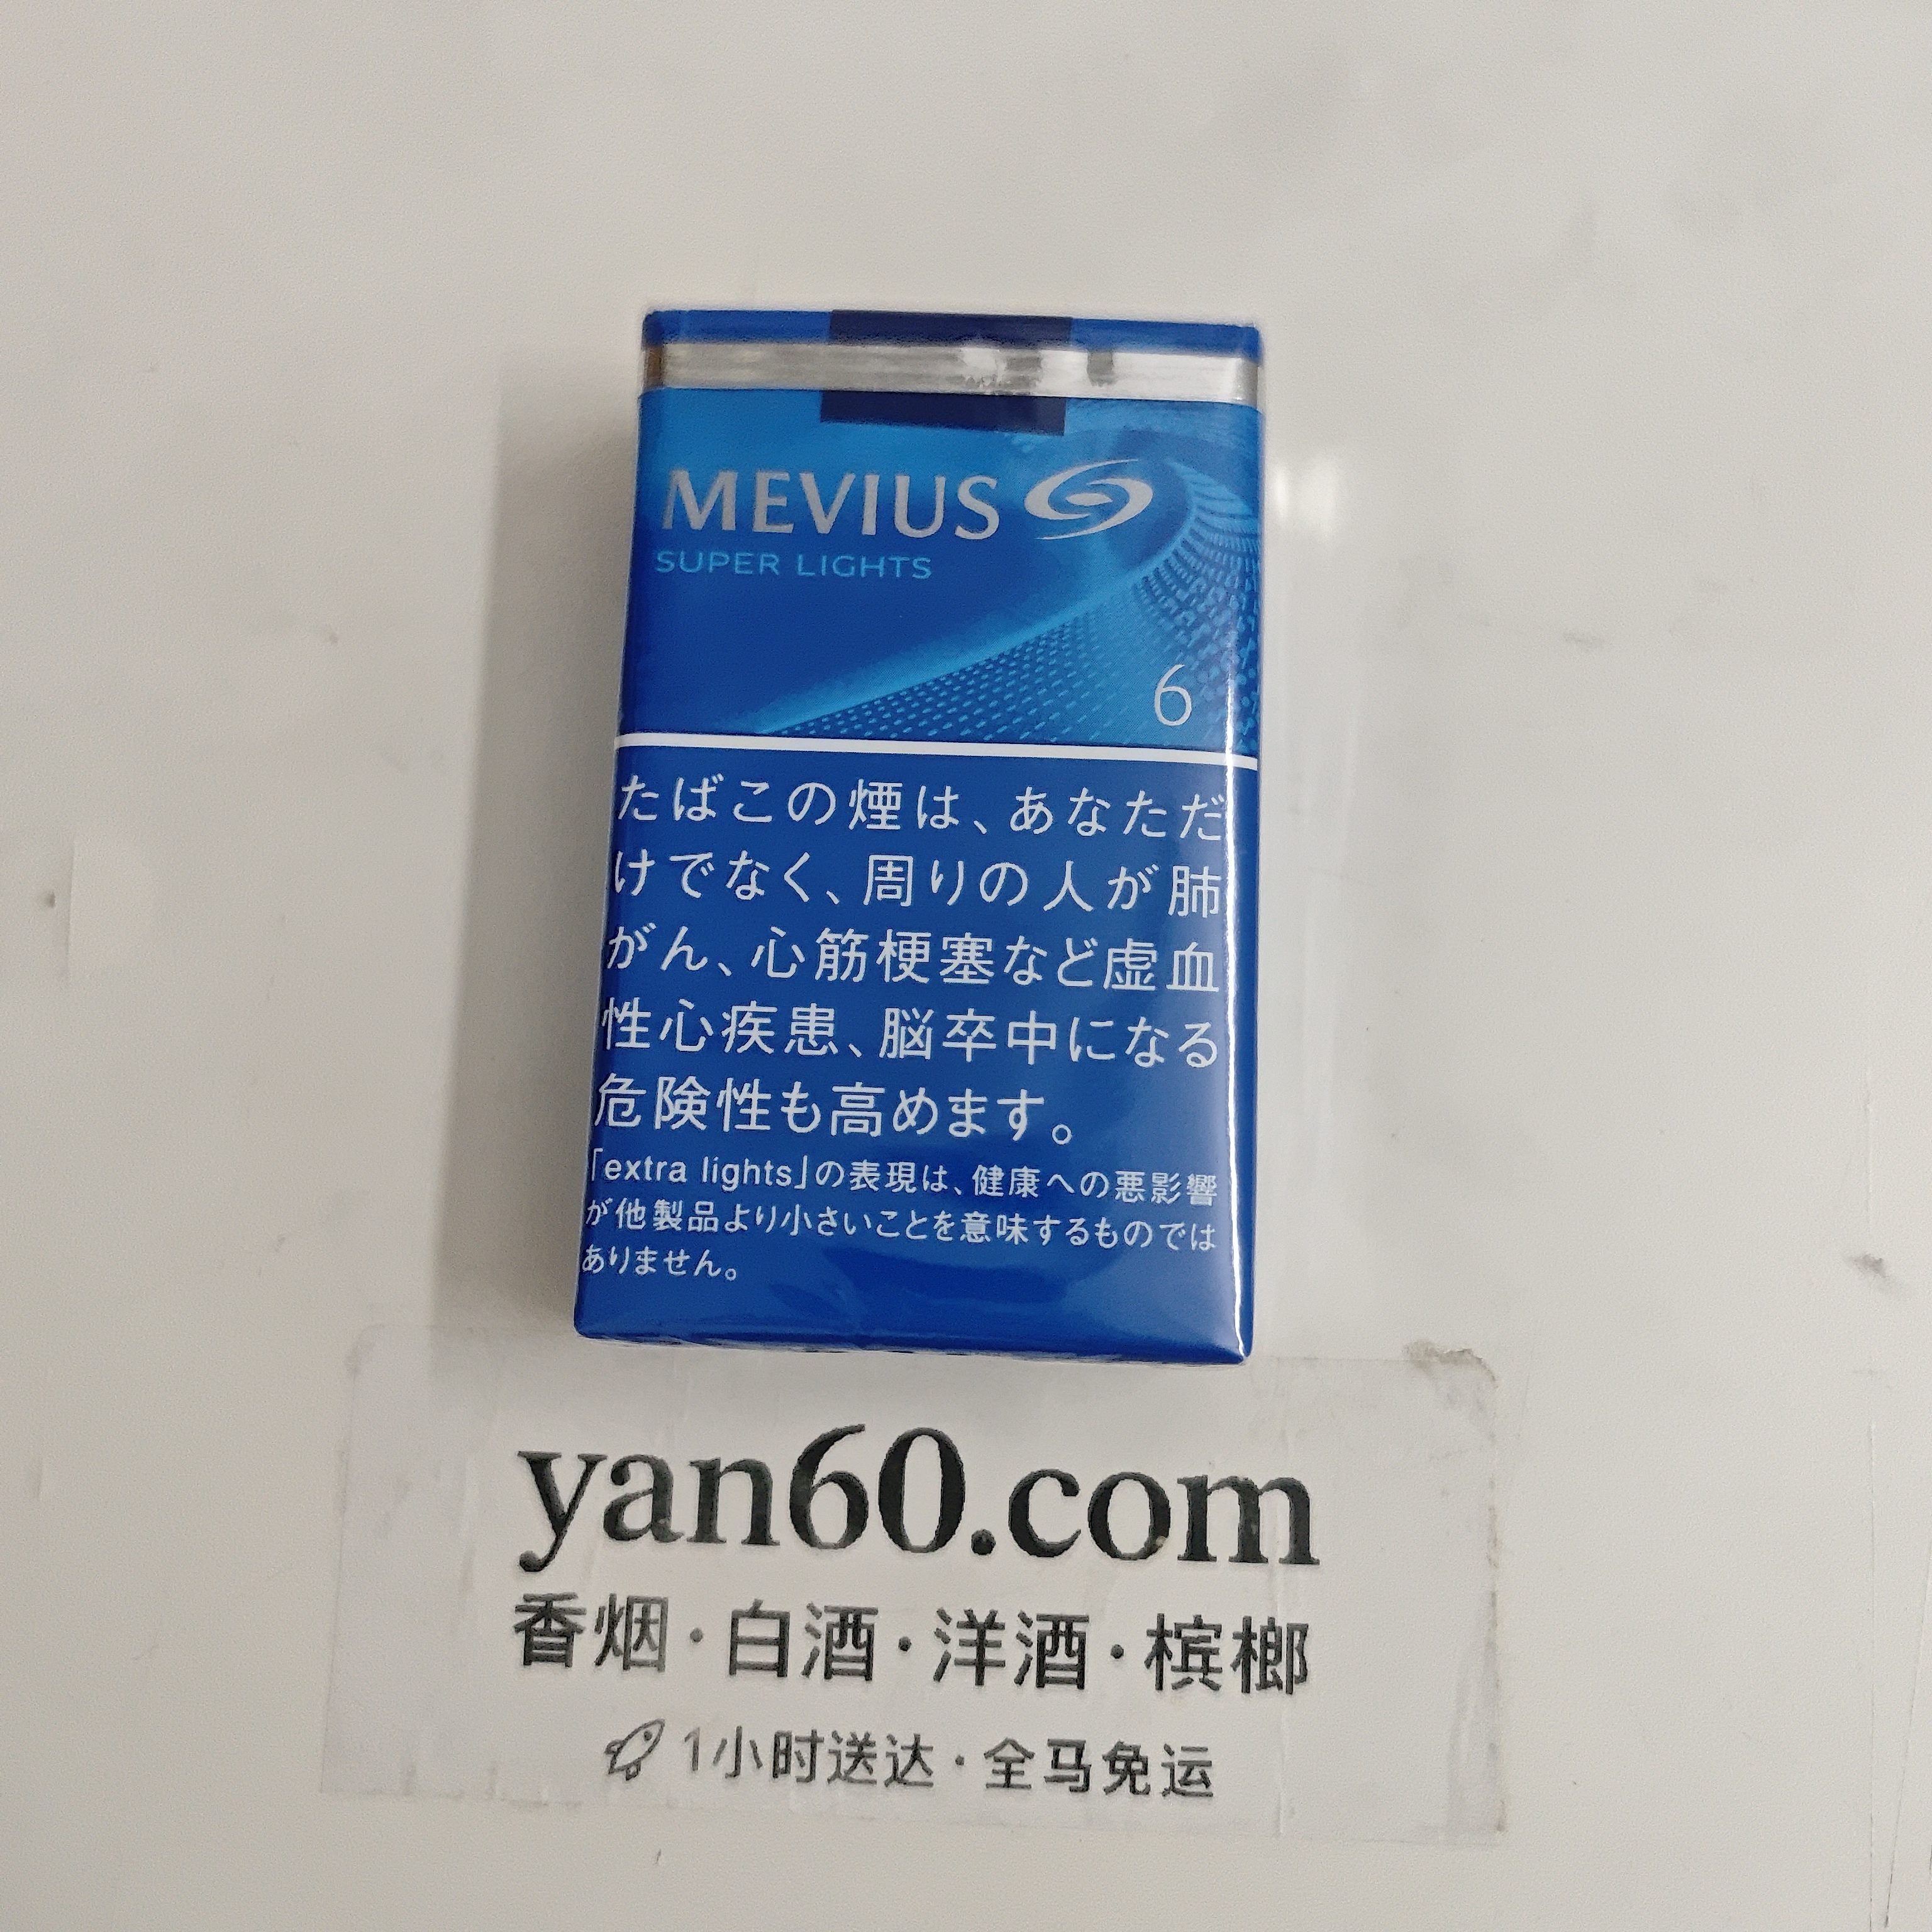 MEVIUS
SUPER LIGHTS
6
たばこの煙は、あなただ
けでなく、周りの人が肺
がん、心筋梗塞など虚血
性心疾患、脳卒中になる
危険性も高めます。
「extra lights」の表現は、健康への悪影響
が他製品より小さいことを意味するものでは
ありません。
yan60.com
香烟·白酒·洋酒·槟榔
1小时送达·全马免运